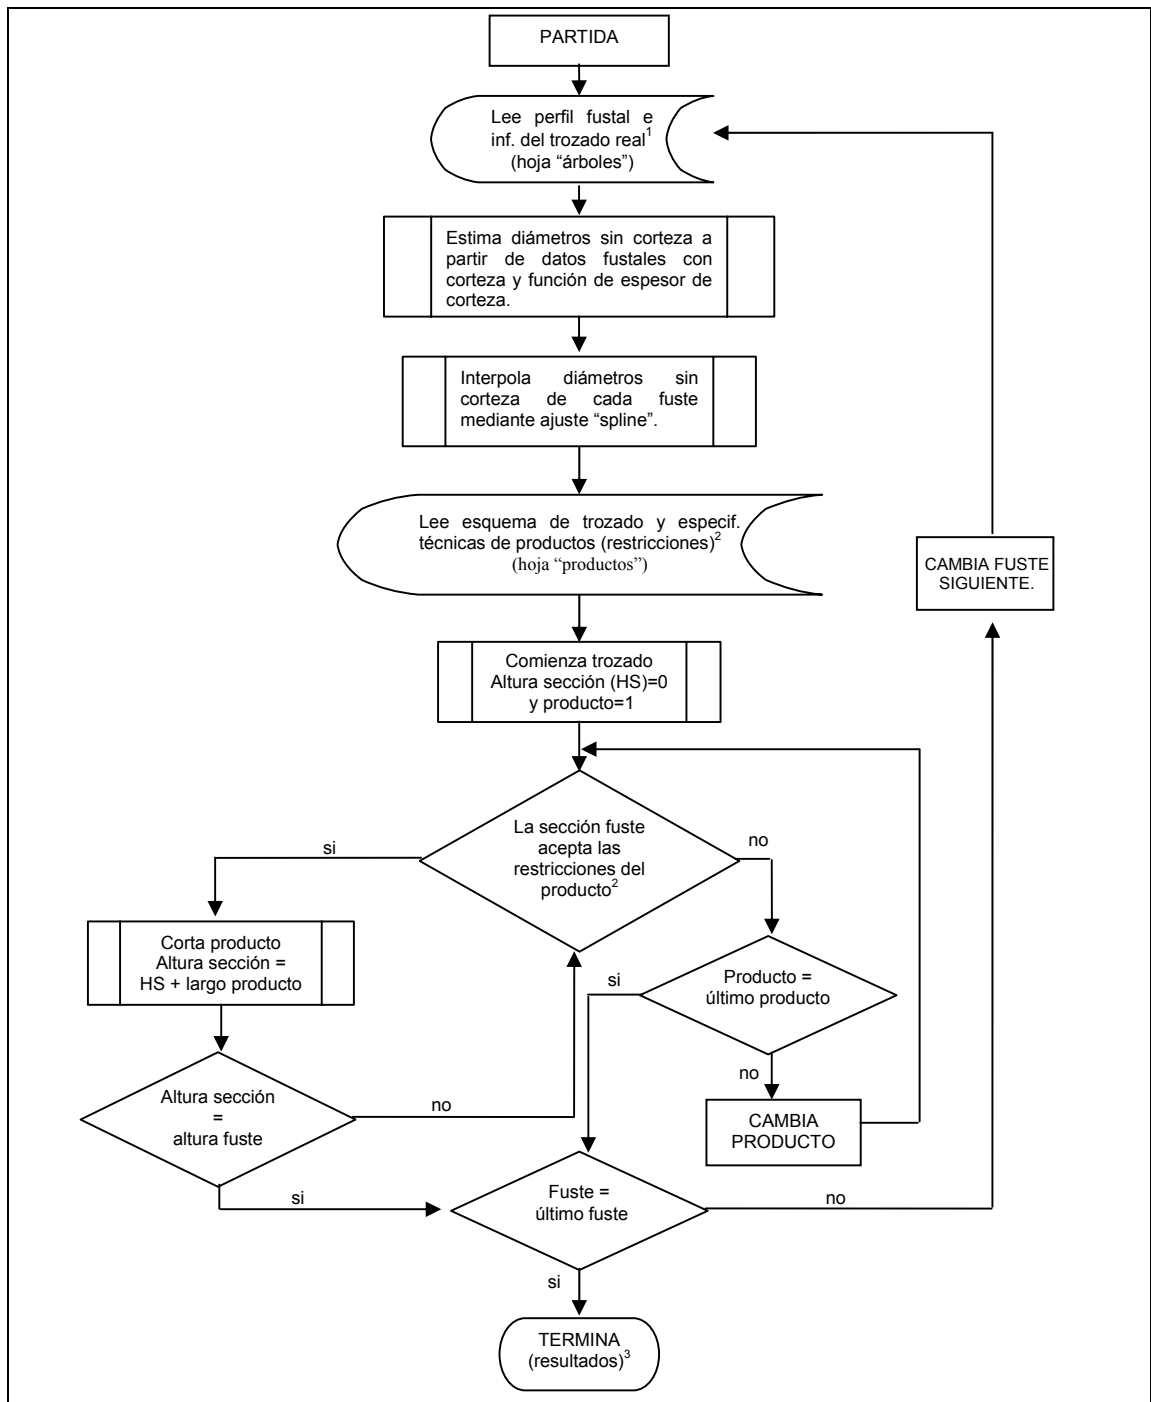 PARTIDA
Lee perfil fustal e
inf. del trozado real1
(hoja “árboles”)
Estima diámetros sin corteza a
partir de datos fustales con
corteza y función de espesor de
corteza.
Interpola diámetros sin
corteza de cada fuste
mediante ajuste “spline”.
Lee esquema de trozado y especif.
técnicas de productos (restricciones)2
(hoja “productos”)
CAMBIA FUSTE
SIGUIENTE.
Comienza trozado
Altura sección (HS)=0
y producto=1
La sección fuste
acepta las
restricciones del
producto2
si
no
Corta producto
Altura sección =
HS + largo producto
Producto =
último producto
si
no
Altura sección
=
altura fuste
no
CAMBIA
PRODUCTO
si
Fuste =
último fuste
no
si
TERMINA
(resultados)3